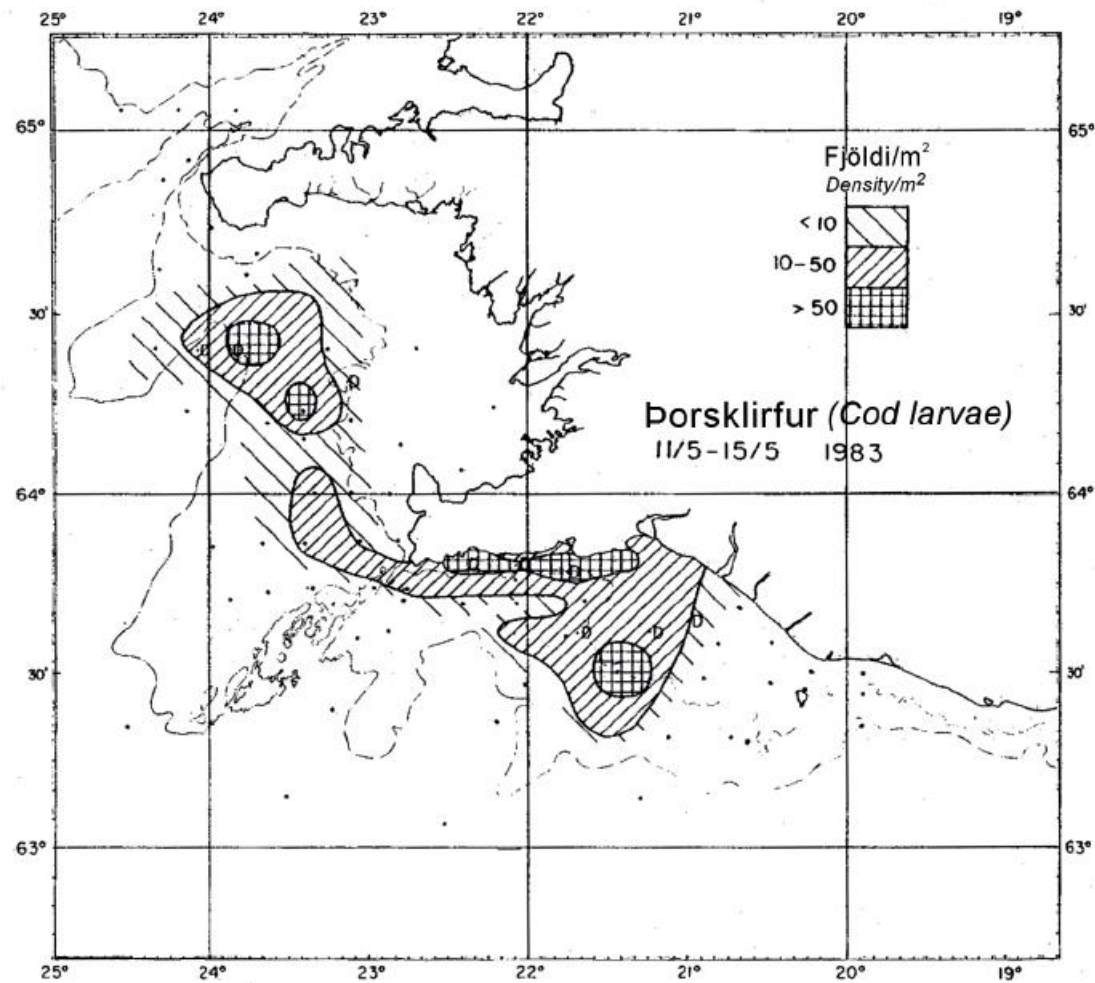 25° 24° 23° 22° 21° 20° 19°
65° 65°
Fjöldi/m²
Density/m²
< 10
10-50
> 50
30' 30'
Þorsklirfur (Cod larvae)
11/5-15/5 1983
64° 64°
30' 30'
63° 63°
25° 24° 23° 22° 21° 20° 19°